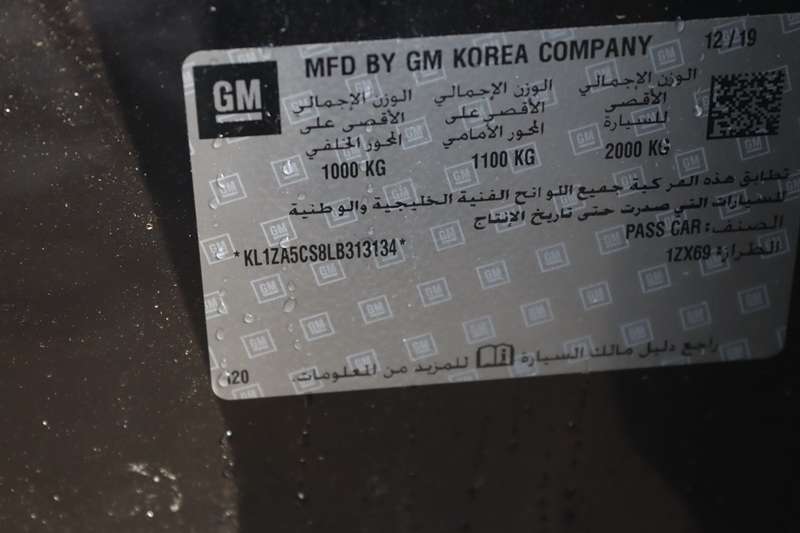 MFD BY GM KOREA COMPANY 12/19
GM
الوزن الإجمالي
الأقصى على
المحور الخلفي
1000 KG
الوزن الإجمالي
الأقصى على
المحور الأمامي
1100 KG
الوزن الإجمالي
الأقصى
للسيارة
2000 KG
تطابق هذه المركبة جميع اللوائح الفنية الخليجية والوطنية
للسيارات التي صدرت حتى تاريخ الإنتاج
الصنف: PASS CAR
*KL1ZA5CS8LB313134*
الطراز: 1ZX69
راجع دليل مالك السيارة للمزيد من المعلومات.